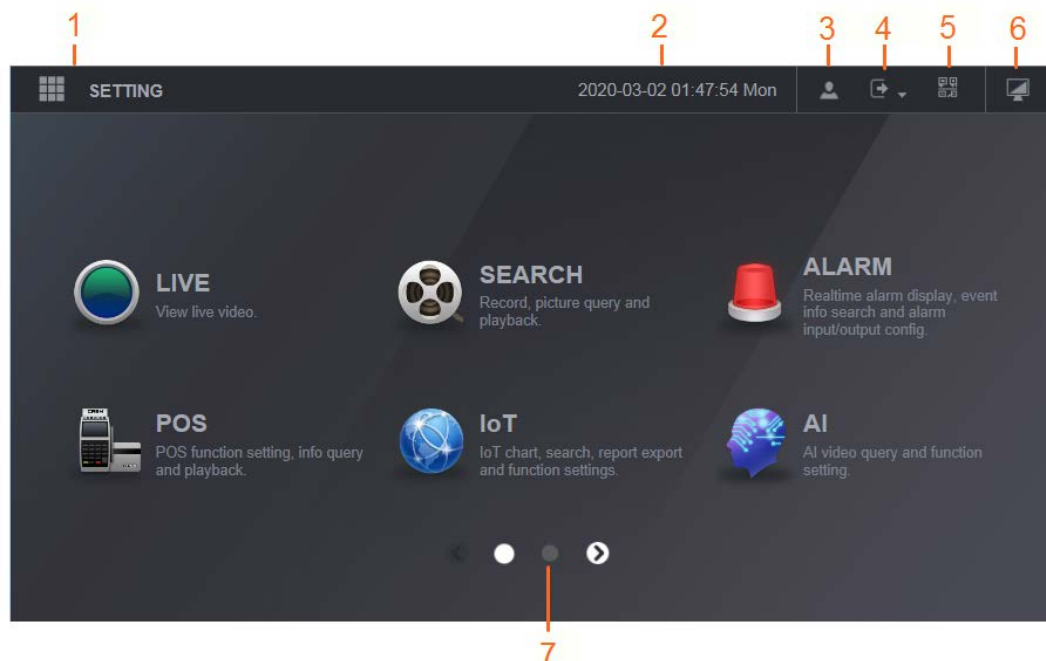 1 2 3 4 5 6
SETTING 2020-03-02 01:47:54 Mon
LIVE
View live video.
SEARCH
Record, picture query and
playback.
ALARM
Realtime alarm display, event
info search and alarm
input/output config.
POS
POS function setting, info query
and playback.
IoT
IoT chart, search, report export
and function settings.
AI
AI video query and function
setting.
7